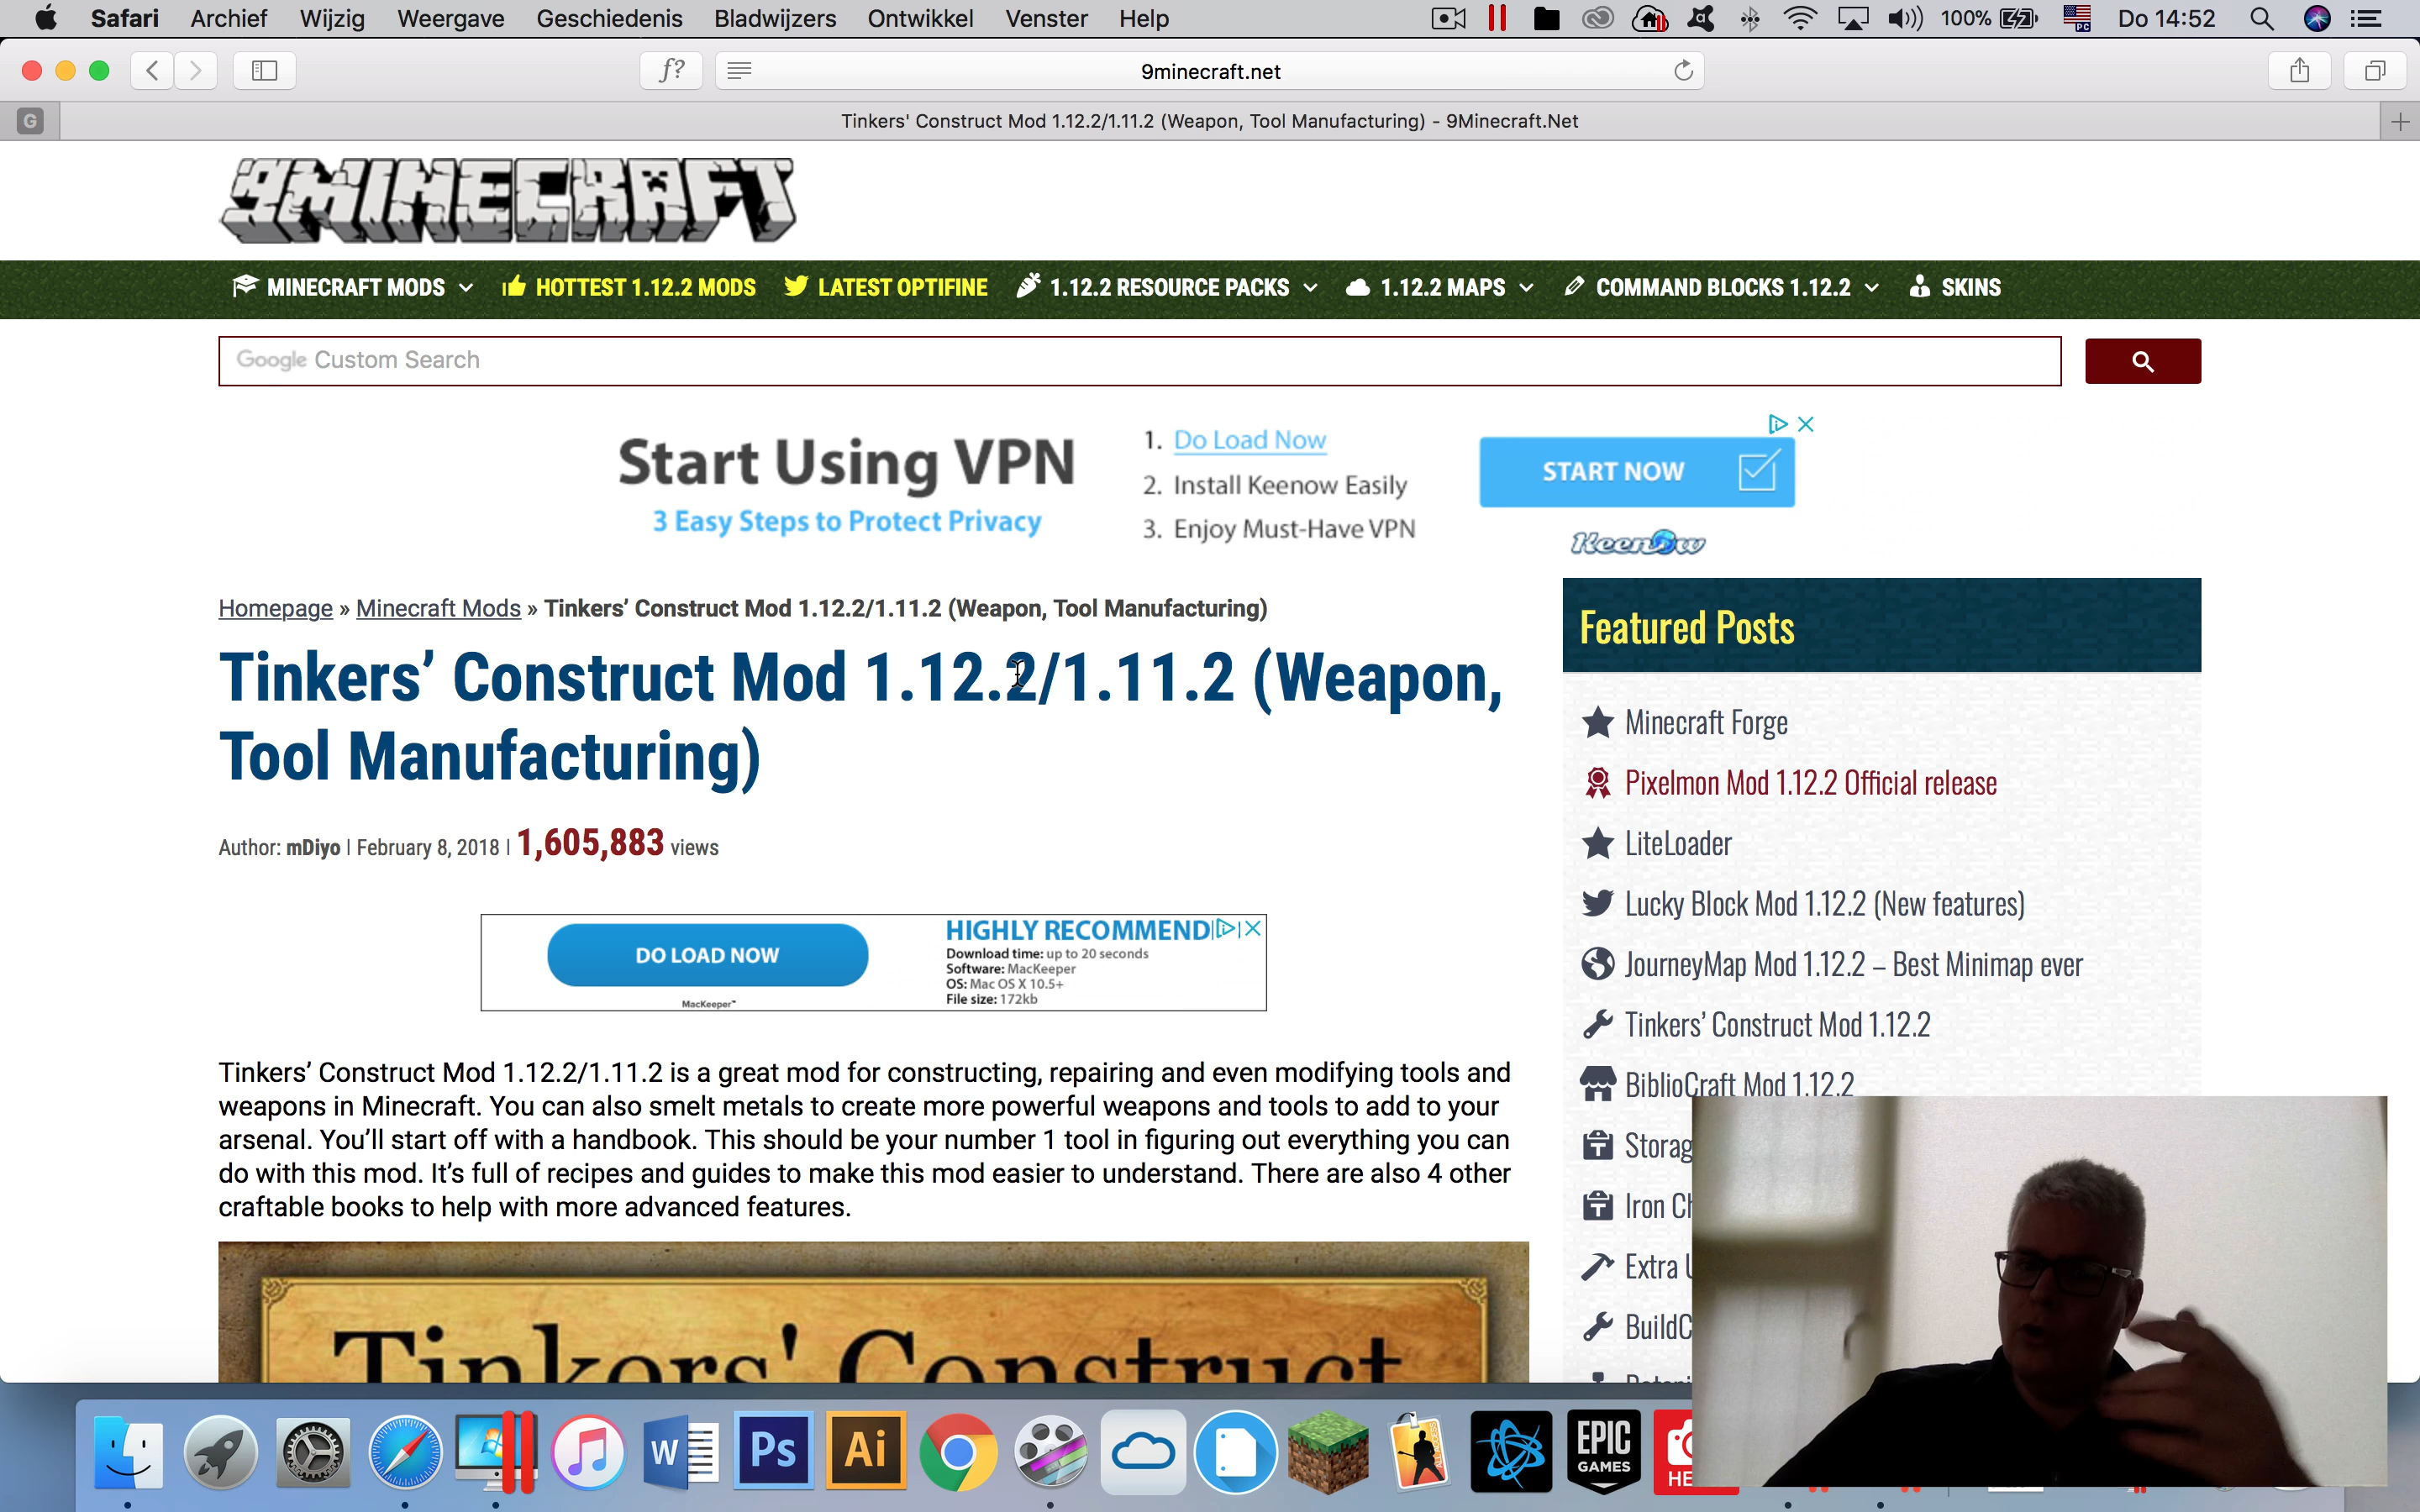 Safari Archief Wijzig Weergave Geschiedenis Bladwijzers Ontwikkel Venster Help 100% PC Do 14:52
f? 9minecraft.net
G Tinkers' Construct Mod 1.12.2/1.11.2 (Weapon, Tool Manufacturing) - 9Minecraft.Net
9MINECRAFT
MINECRAFT MODS HOTTEST 1.12.2 MODS LATEST OPTIFINE 1.12.2 RESOURCE PACKS 1.12.2 MAPS COMMAND BLOCKS 1.12.2 SKINS
Google Custom Search
Start Using VPN
3 Easy Steps to Protect Privacy
1. Do Load Now
2. Install Keenow Easily
3. Enjoy Must-Have VPN
START NOW
Keenow
Homepage » Minecraft Mods » Tinkers’ Construct Mod 1.12.2/1.11.2 (Weapon, Tool Manufacturing)
Tinkers’ Construct Mod 1.12.2/1.11.2 (Weapon,
Tool Manufacturing)
Author: mDiyo | February 8, 2018 | 1,605,883 views
DO LOAD NOW
MacKeeper™
HIGHLY RECOMMEND
Download time: up to 20 seconds
Software: MacKeeper
OS: Mac OS X 10.5+
File size: 172kb
Tinkers’ Construct Mod 1.12.2/1.11.2 is a great mod for constructing, repairing and even modifying tools and
weapons in Minecraft. You can also smelt metals to create more powerful weapons and tools to add to your
arsenal. You’ll start off with a handbook. This should be your number 1 tool in figuring out everything you can
do with this mod. It’s full of recipes and guides to make this mod easier to understand. There are also 4 other
craftable books to help with more advanced features.
Tinkers' Construct
Featured Posts
Minecraft Forge
Pixelmon Mod 1.12.2 Official release
LiteLoader
Lucky Block Mod 1.12.2 (New features)
JourneyMap Mod 1.12.2 – Best Minimap ever
Tinkers’ Construct Mod 1.12.2
BiblioCraft Mod 1.12.2
Storag
Iron Ch
Extra
BuildC
W Ps Ai EPIC
GAMES
HE